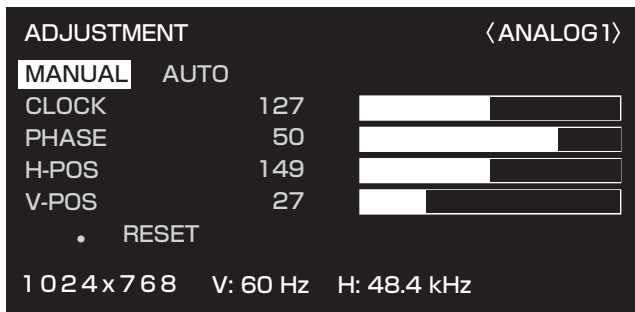 ADJUSTMENT 〈ANALOG1〉
MANUAL AUTO
CLOCK 127
PHASE 50
H-POS 149
V-POS 27
• RESET
1024x768 V: 60 Hz H: 48.4 kHz